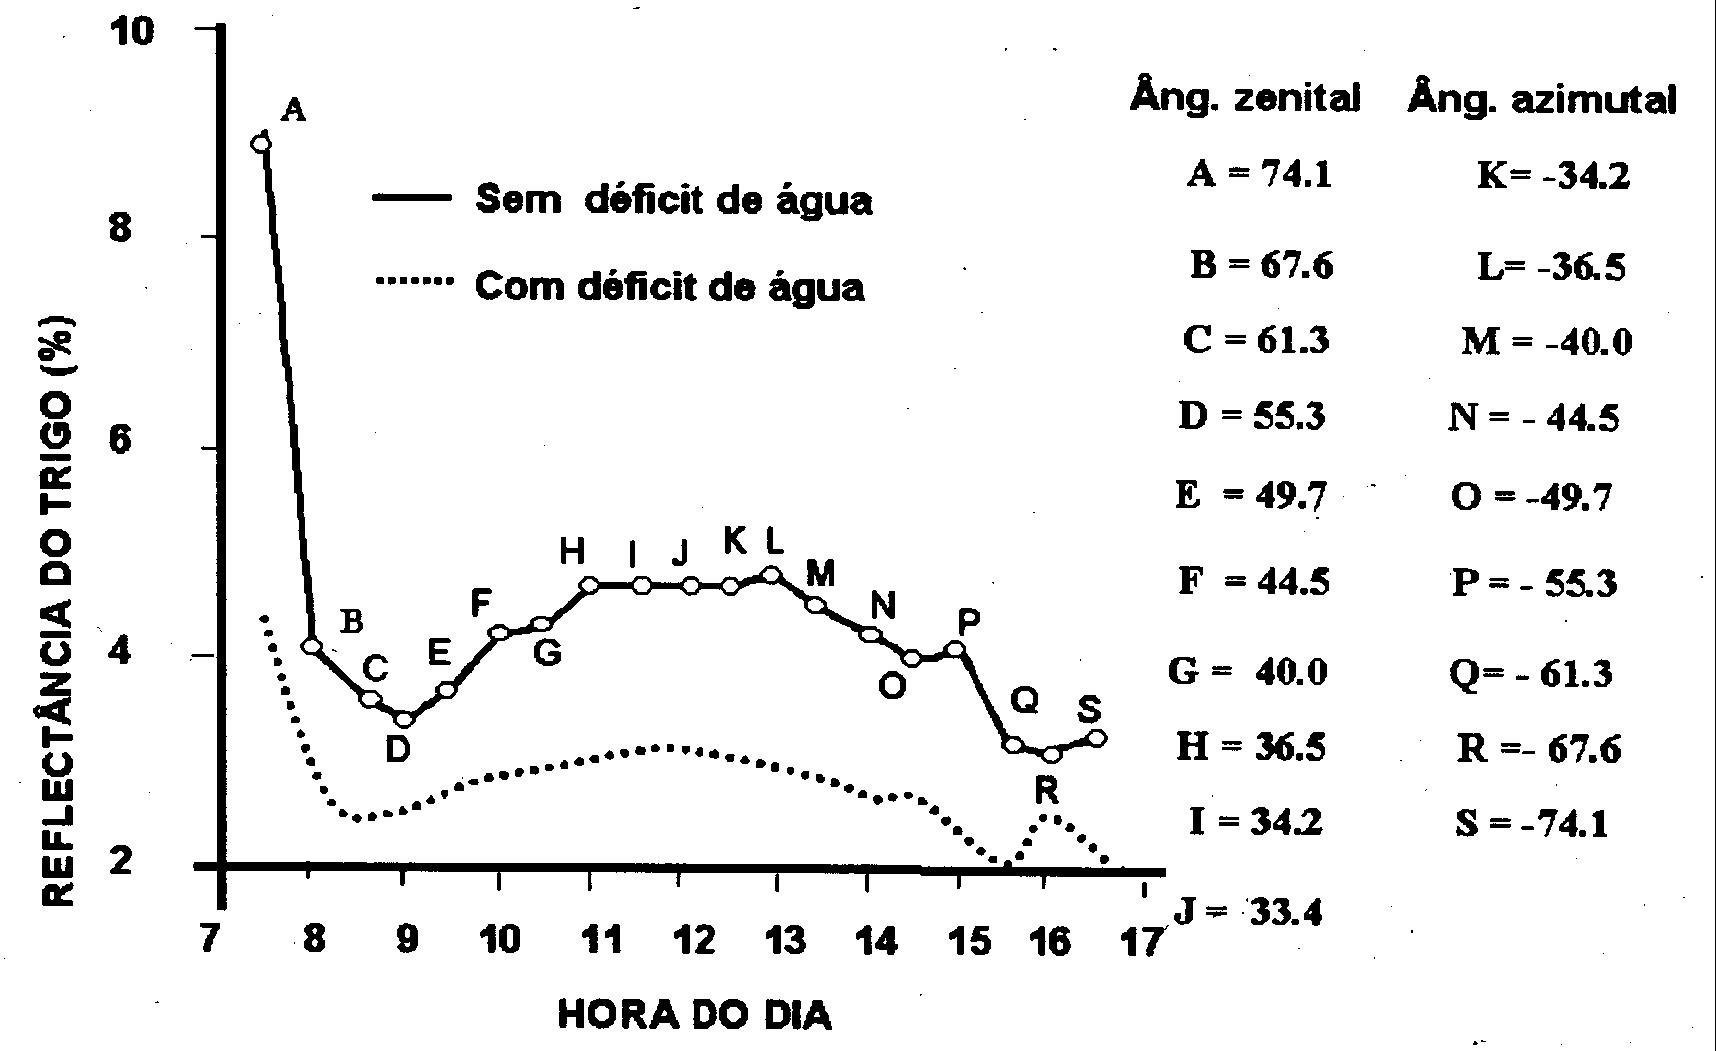 10
8
6
4
2
REFLECTÂNCIA DO TRIGO (%)
Sem déficit de água
Com déficit de água
A
B
C
D
E
F
G
H
I
J
K
L
M
N
O
P
Q
R
S
7 8 9 10 11 12 13 14 15 16 17
HORA DO DIA
Âng. zenital Âng. azimutal
A = 74.1 K= -34.2
B = 67.6 L= -36.5
C = 61.3 M = -40.0
D = 55.3 N = - 44.5
E = 49.7 O = -49.7
F = 44.5 P = - 55.3
G = 40.0 Q= - 61.3
H = 36.5 R =- 67.6
I = 34.2 S = -74.1
J = 33.4